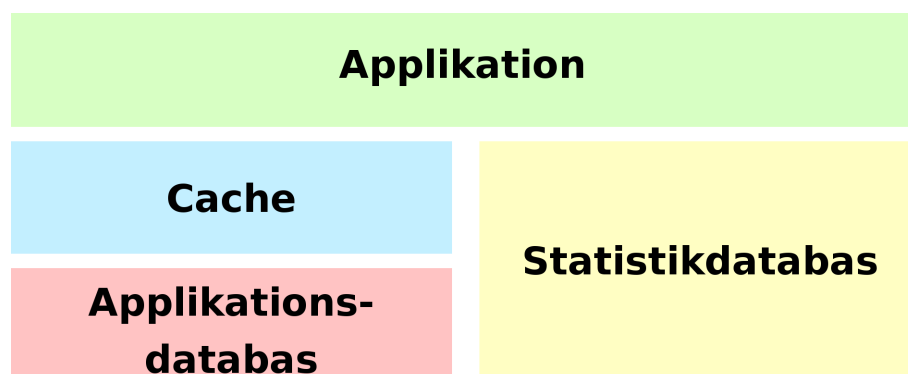 Applikation
Cache
Statistikdatabas
Applikations-
databas